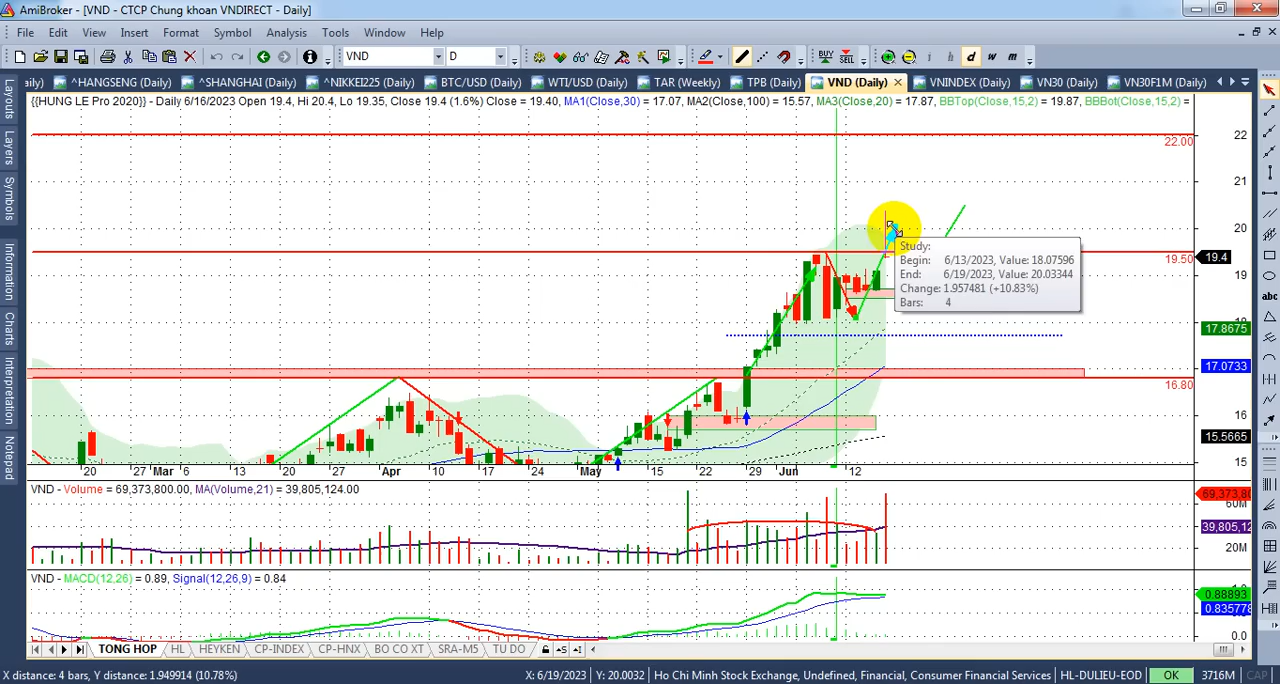 AmiBroker - [VND - CTCP Chung khoan VNDIRECT - Daily]
File Edit View Insert Format Symbol Analysis Tools Window Help
VND D BUY SELL i h d w m
ily) ^HANGSENG (Daily) ^SHANGHAI (Daily) ^NIKKEI225 (Daily) BTC/USD (Daily) WTI/USD (Daily) TAR (Weekly) TPB (Daily) VND (Daily) VNINDEX (Daily) VN30 (Daily) VN30F1M (Daily)
{{HUNG LE Pro 2020}} - Daily 6/16/2023 Open 19.4, Hi 20.4, Lo 19.35, Close 19.4 (1.6%) Close = 19.40, MA1(Close,30) = 17.07, MA2(Close,100) = 15.57, MA3(Close,20) = 17.87, BBTop(Close,15,2) = 19.87, BBBot(Close,15,2) =
Layouts
Layers
Symbols
Information
Charts
Interpretation
Notepad
abc
22
22.00
21
20
19.50
19.4
19
18
17.8675
17.0733
16.80
16
15.5665
15
Study:
Begin: 6/13/2023, Value: 18.07596
End: 6/19/2023, Value: 20.03344
Change: 1.957481 (+10.83%)
Bars: 4
20 27 Mar 6 13 20 27 Apr 10 17 24 May 15 22 29 Jun 12
VND - Volume = 69,373,800.00, MA(Volume,21) = 39,805,124.00
69,373,80
60M
39,805,12
20M
VND - MACD(12,26) = 0.89, Signal(12,26,9) = 0.84
0.88893
0.835778
0.0
TONG HOP HL HEYKEN CP-INDEX CP-HNX BO CO XT SRA-M5 TU DO
X distance: 4 bars, Y distance: 1.949914 (10.78%) X: 6/19/2023 Y: 20.0032 Ho Chi Minh Stock Exchange, Undefined, Financial, Consumer Financial Services HL-DULIEU-EOD OK 3716M CAP